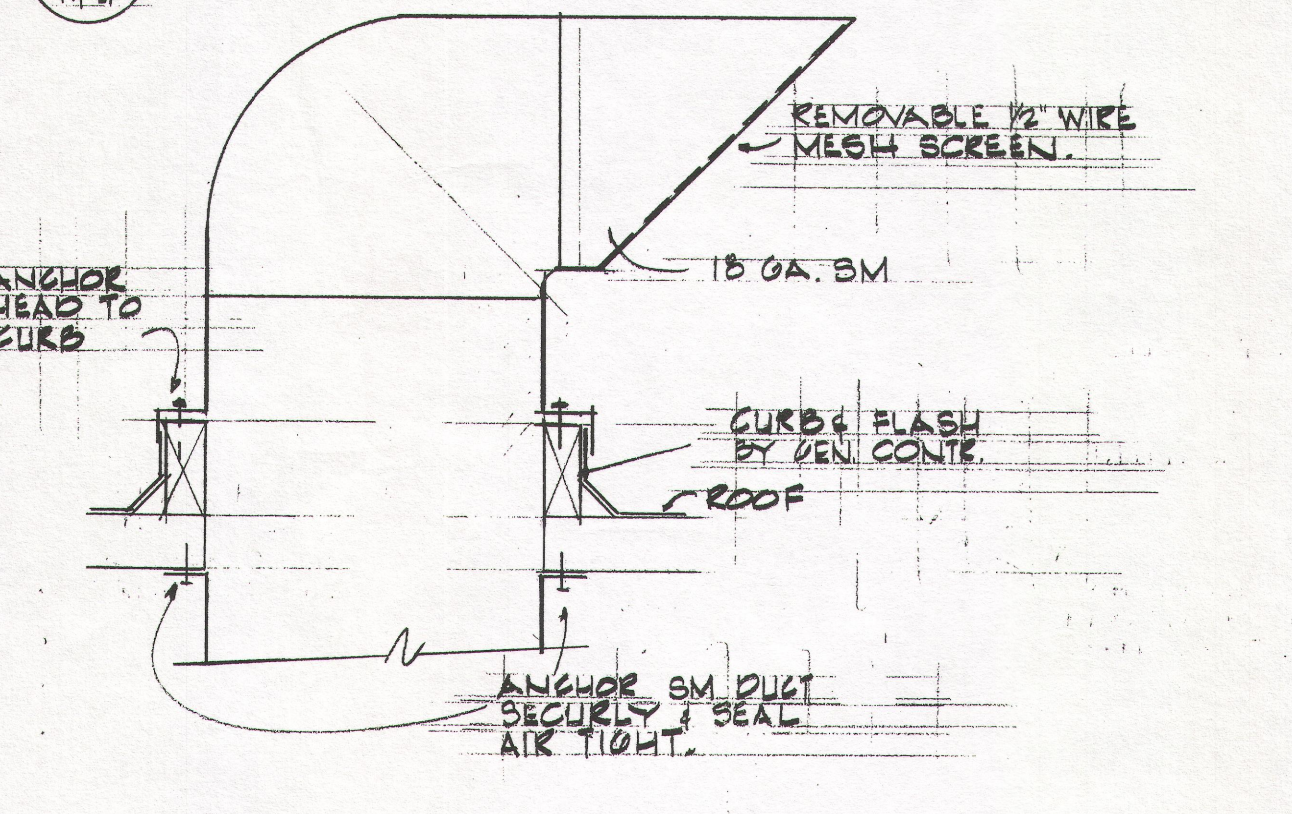 REMOVABLE 1/2" WIRE
MESH SCREEN.
18 GA. SM
ANCHOR
HEAD TO
CURB
CURB & FLASH
BY GEN. CONTR.
ROOF
ANCHOR SM DUCT
SECURLY & SEAL
AIR TIGHT.